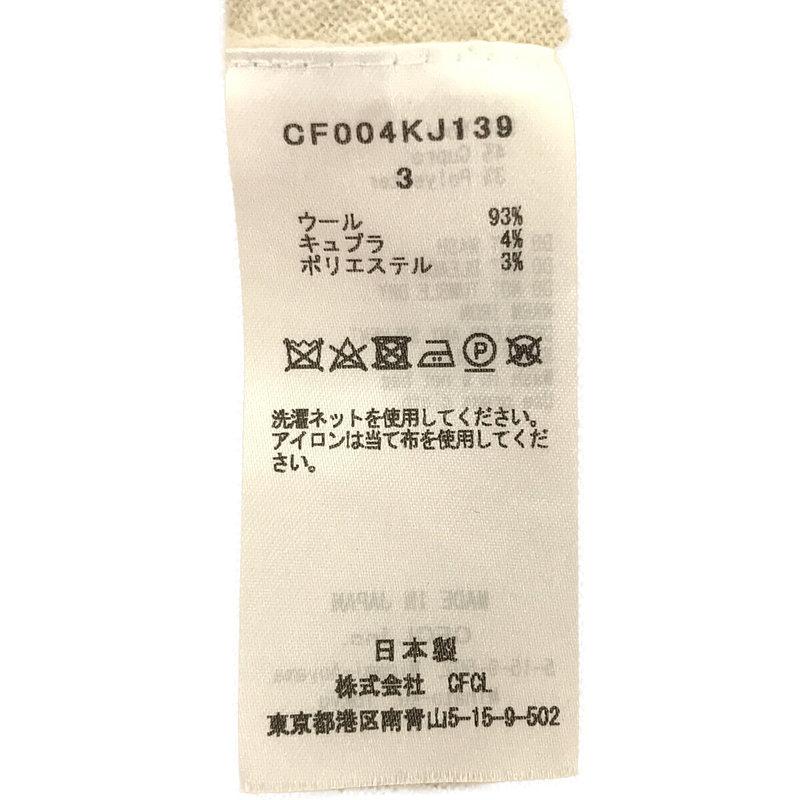 CF004KJ139
3
ウール 93%
キュプラ 4%
ポリエステル 3%
P W
洗濯ネットを使用してください。
アイロンは当て布を使用してくだ
さい。
日本製
株式会社 CFCL
東京都港区南青山5-15-9-502